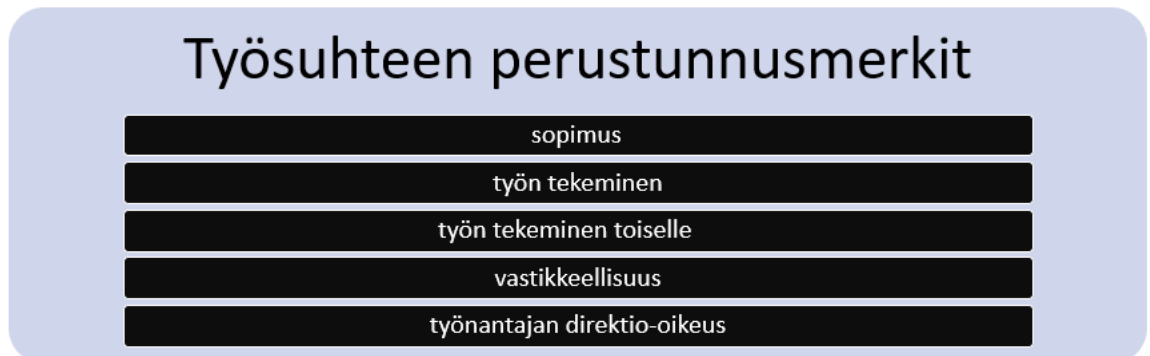 Työsuhteen perustunnusmerkit
sopimus
työn tekeminen
työn tekeminen toiselle
vastikkeellisuus
työnantajan direktio-oikeus